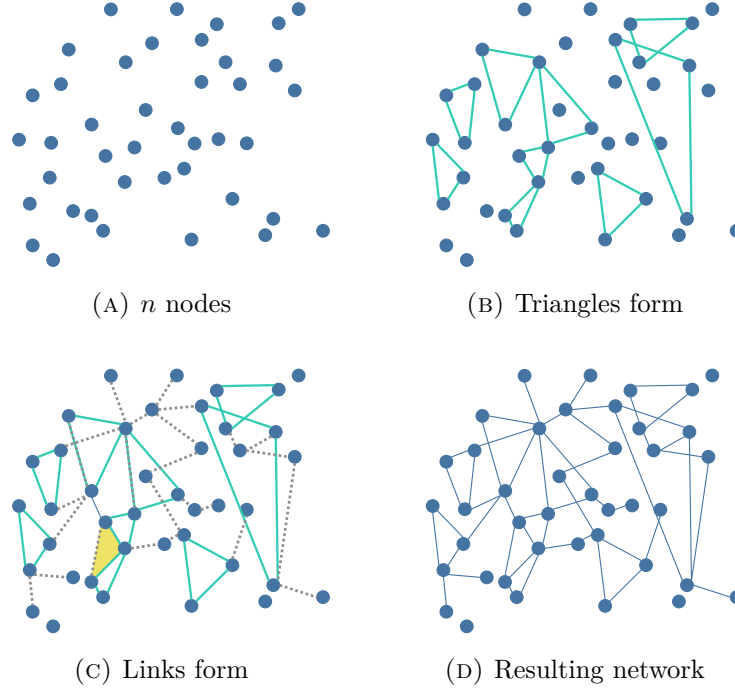 (A) n nodes
(B) Triangles form
(C) Links form
(D) Resulting network